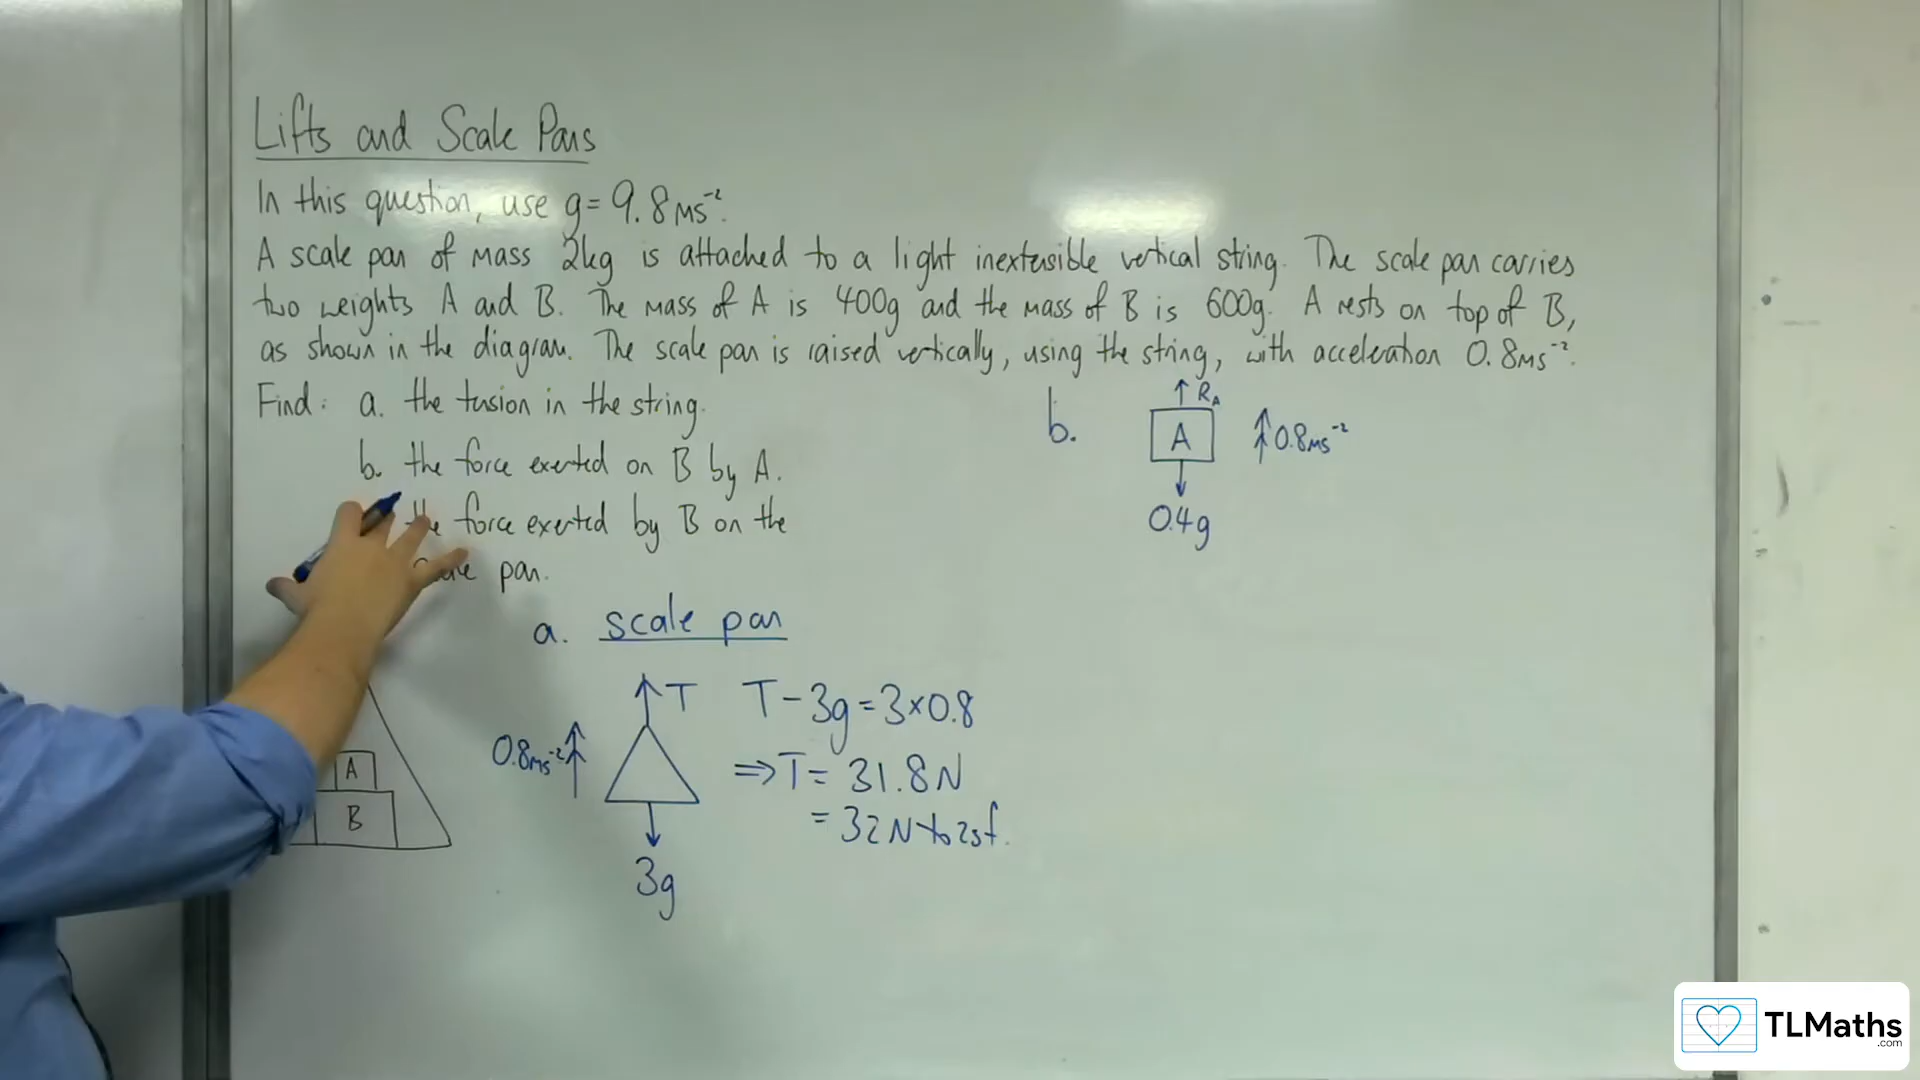 Lifts and Scale Pans
In this question, use g = 9.8ms⁻².
A scale pan of mass 2kg is attached to a light inextensible vertical string. The scale pan carries
two weights A and B. The mass of A is 400g and the mass of B is 600g. A rests on top of B,
as shown in the diagram. The scale pan is raised vertically, using the string, with acceleration 0.8ms⁻².
Find: a. the tension in the string.
b. the force exerted on B by A.
the force exerted by B on the
pan.
b.
R_A
A
0.8ms⁻²
0.4g
a. scale pan
T
T - 3g = 3×0.8
0.8ms⁻²
⇒ T = 31.8N
= 32N to 2sf.
3g
A
B
TLMaths
.com